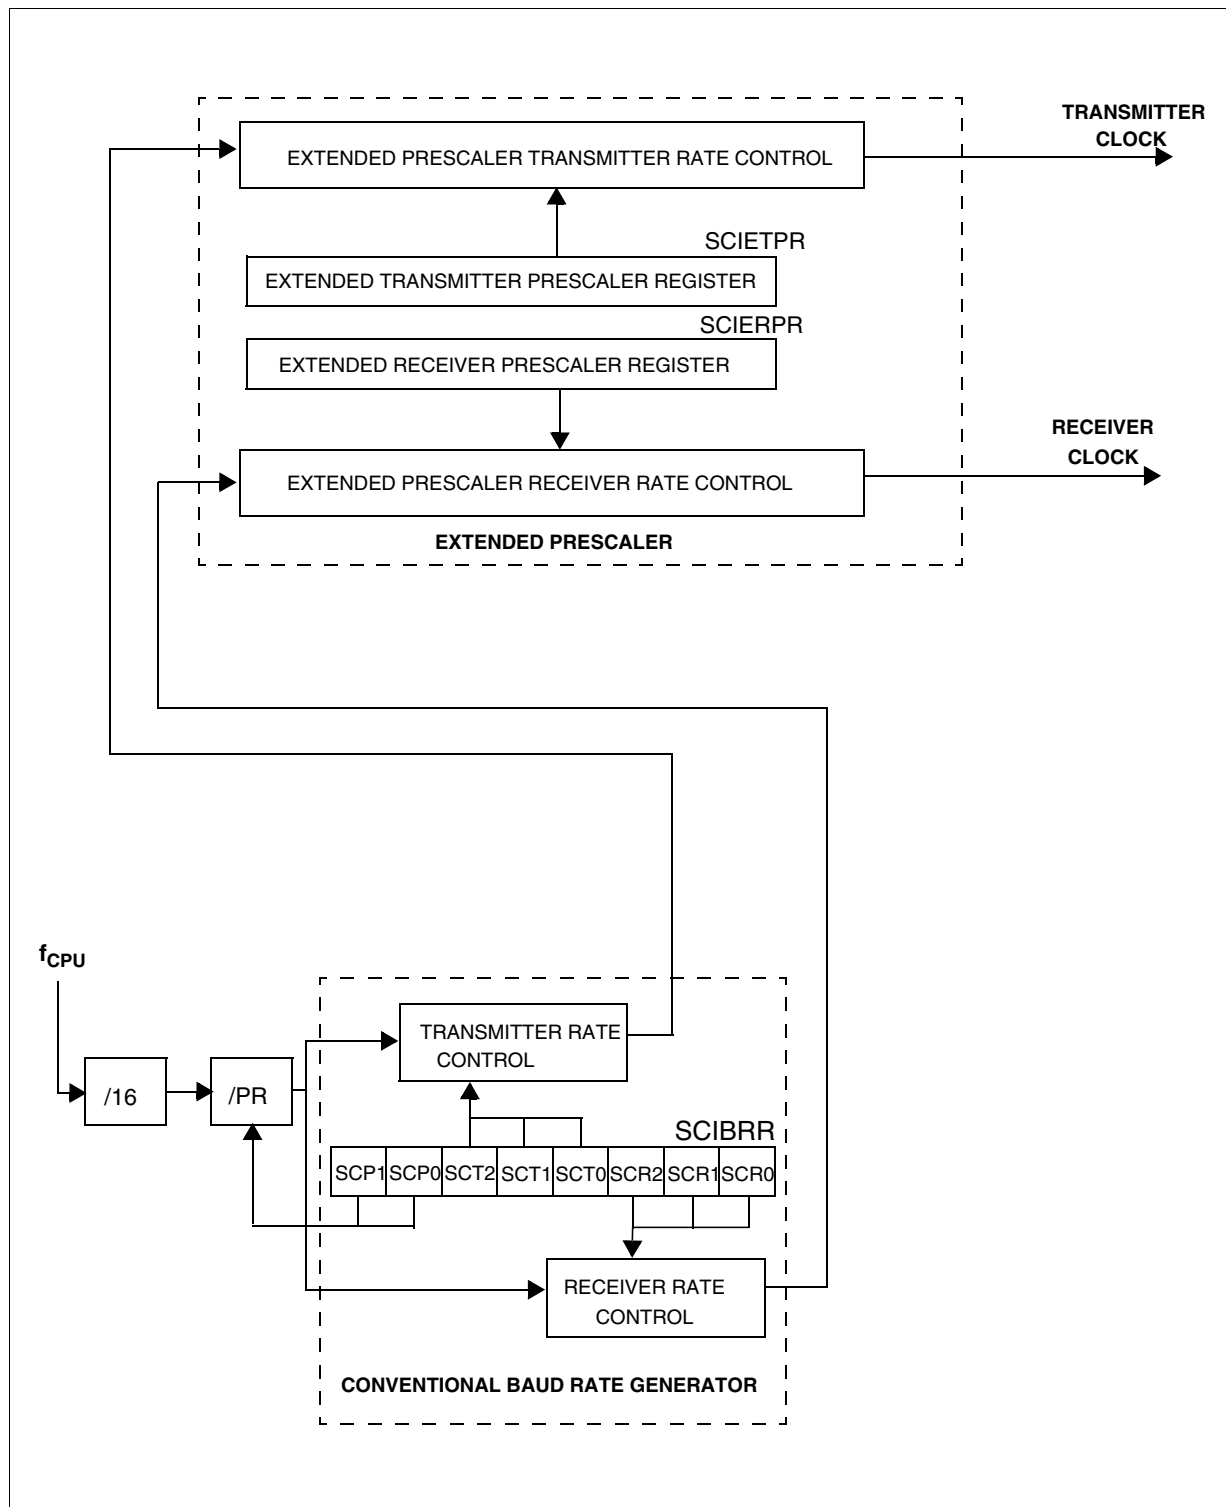 TRANSMITTER
CLOCK
EXTENDED PRESCALER TRANSMITTER RATE CONTROL
SCIETPR
EXTENDED TRANSMITTER PRESCALER REGISTER
SCIERPR
EXTENDED RECEIVER PRESCALER REGISTER
RECEIVER
CLOCK
EXTENDED PRESCALER RECEIVER RATE CONTROL
EXTENDED PRESCALER
fCPU
TRANSMITTER RATE
CONTROL
/16
/PR
SCIBRR
SCP1 SCP0 SCT2 SCT1 SCT0 SCR2 SCR1 SCR0
RECEIVER RATE
CONTROL
CONVENTIONAL BAUD RATE GENERATOR